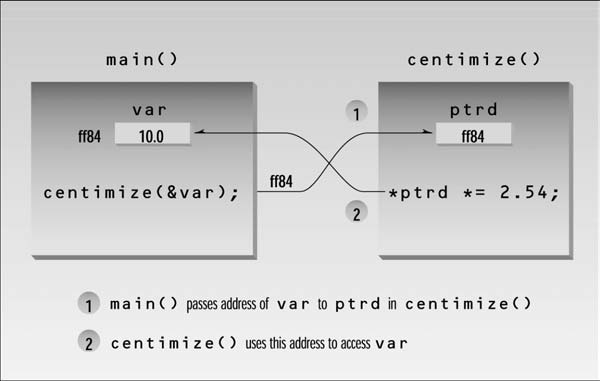 main() centimize()
var ptrd
ff84 10.0 1 ff84
ff84
centimize(&var); *ptrd *= 2.54;
2
1 main() passes address of var to ptrd in centimize()
2 centimize() uses this address to access var